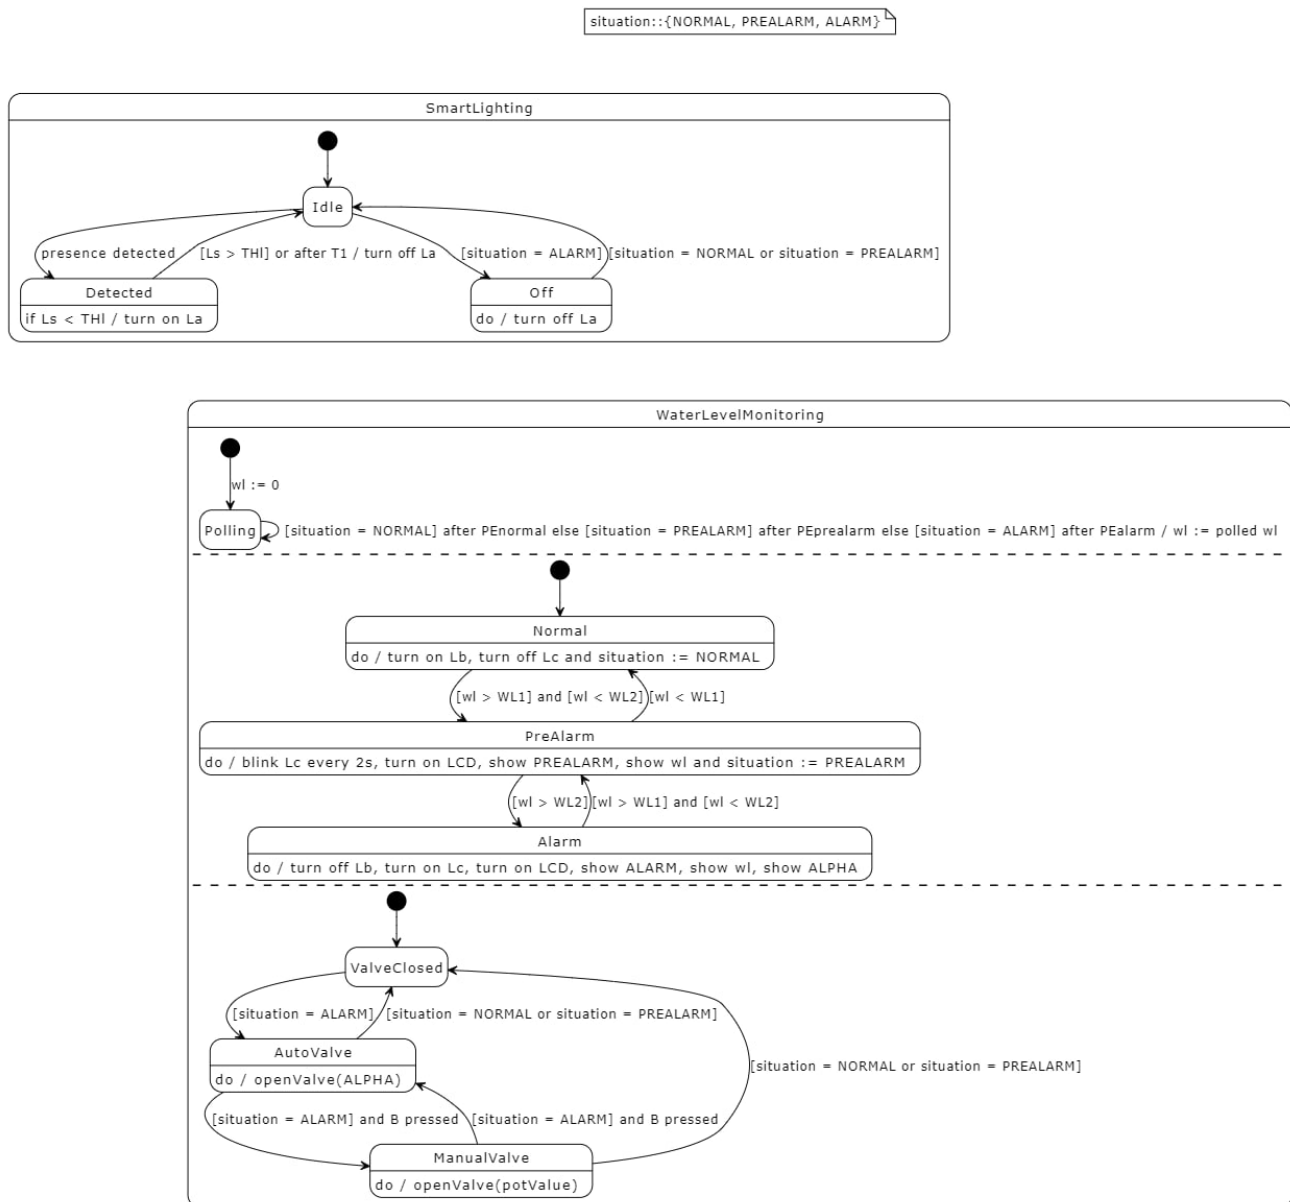 situation::{NORMAL, PREALARM, ALARM}
SmartLighting
Idle
presence detected
[Ls > THl] or after T1 / turn off La
[situation = ALARM]
[situation = NORMAL or situation = PREALARM]
Detected
if Ls < THl / turn on La
Off
do / turn off La
WaterLevelMonitoring
wl := 0
Polling
[situation = NORMAL] after PEnormal else [situation = PREALARM] after PEprealarm else [situation = ALARM] after PEalarm / wl := polled wl
Normal
do / turn on Lb, turn off Lc and situation := NORMAL
[wl > WL1] and [wl < WL2]
[wl < WL1]
PreAlarm
do / blink Lc every 2s, turn on LCD, show PREALARM, show wl and situation := PREALARM
[wl > WL2]
[wl > WL1] and [wl < WL2]
Alarm
do / turn off Lb, turn on Lc, turn on LCD, show ALARM, show wl, show ALPHA
ValveClosed
[situation = ALARM]
[situation = NORMAL or situation = PREALARM]
AutoValve
do / openValve(ALPHA)
[situation = NORMAL or situation = PREALARM]
[situation = ALARM] and B pressed
[situation = ALARM] and B pressed
ManualValve
do / openValve(potValue)